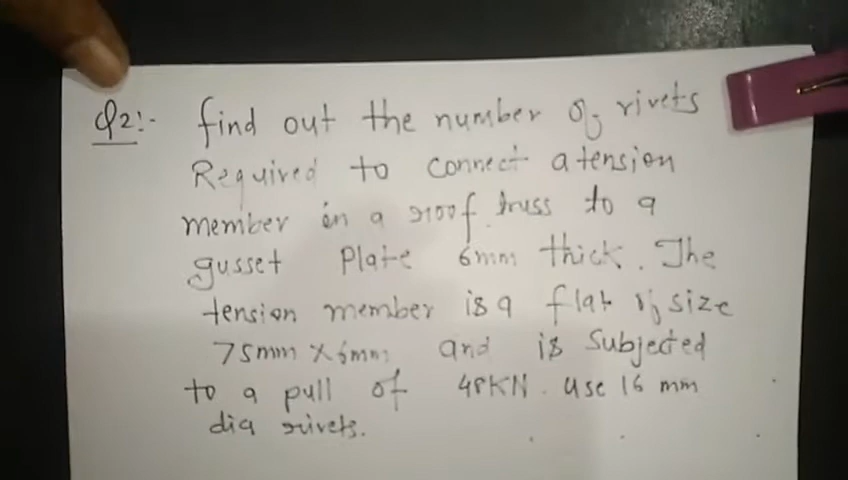 Q2:- find out the number of rivets
Required to connect a tension
member in a roof truss to a
gusset Plate 6mm thick. The
tension member is a flat of size
75mm x 6mm and is Subjected
to a pull of 48KN. Use 16 mm
dia rivets.